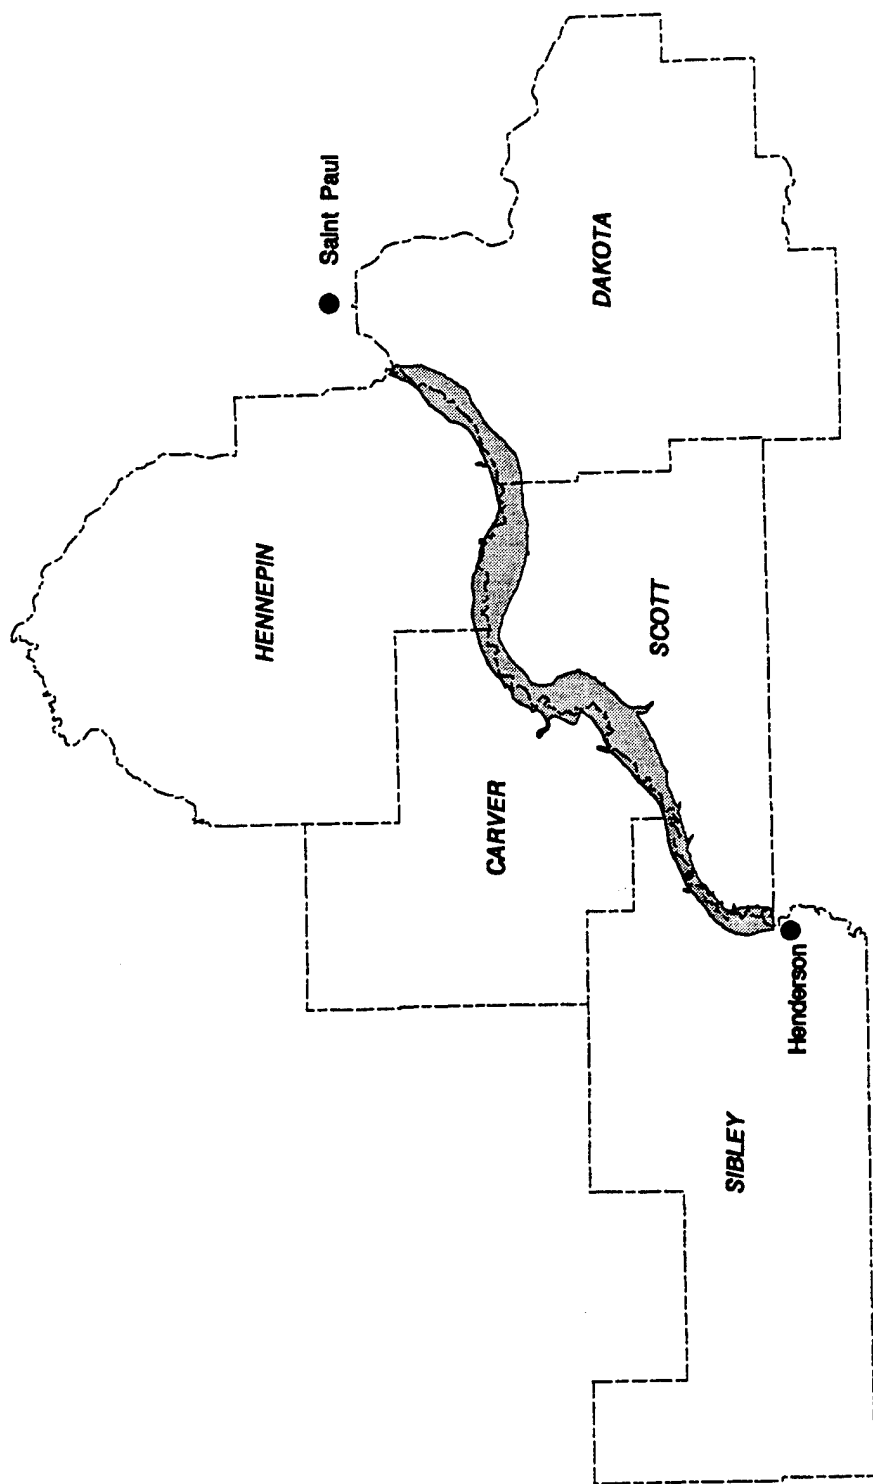 Saint Paul
HENNEPIN
DAKOTA
CARVER
SCOTT
SIBLEY
Henderson